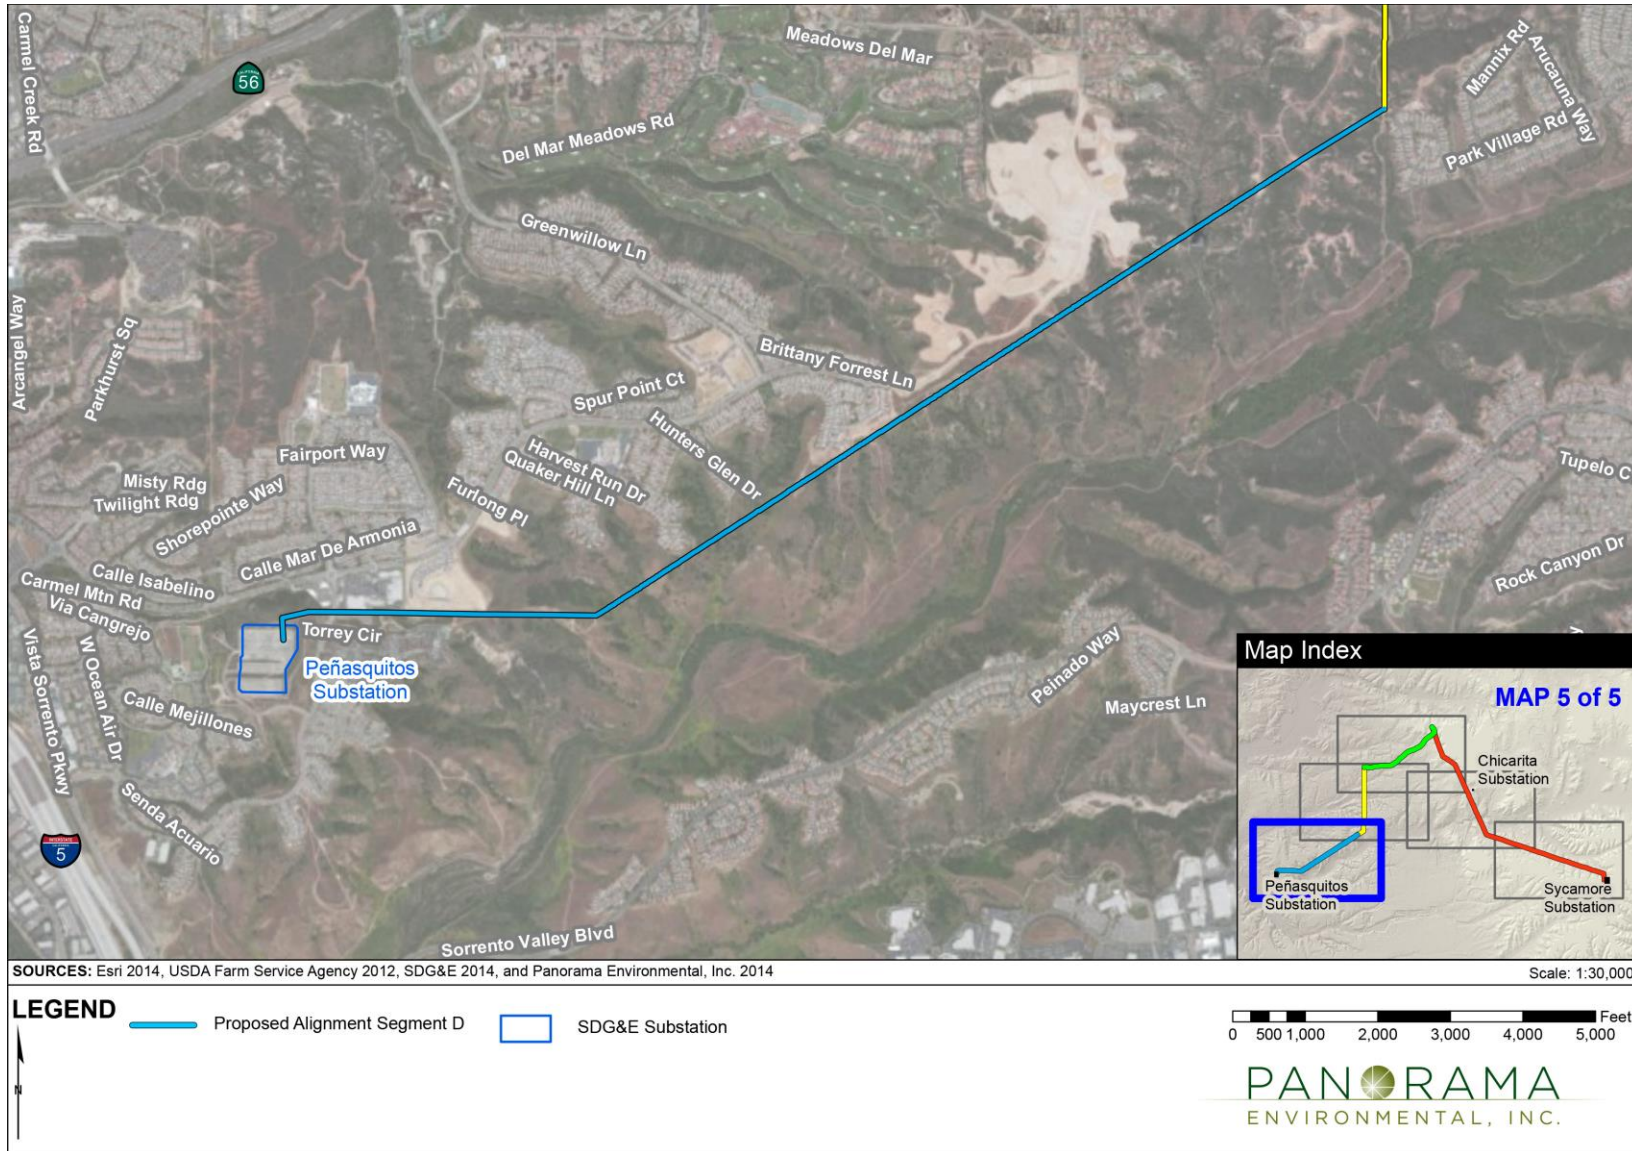 Carmel Creek Rd
CALIFORNIA
56
Meadows Del Mar
Mannix Rd
Arucauna Way
Park Village Rd
Del Mar Meadows Rd
Greenwillow Ln
Arcangel Way
Parkhurst Sq
Brittany Forrest Ln
Spur Point Ct
Hunters Glen Dr
Fairport Way
Harvest Run Dr
Quaker Hill Ln
Misty Rdg
Twilight Rdg
Shorepointe Way
Furlong Pl
Tupelo C
Calle Mar De Armonia
Rock Canyon Dr
Calle Isabelino
Carmel Mtn Rd
Via Cangrejo
Torrey Cir
Peñasquitos
Substation
Vista Sorrento Pkwy
W Ocean Air Dr
Calle Mejillones
Peinado Way
Maycrest Ln
Senda Acuario
INTERSTATE
CALIFORNIA
5
Sorrento Valley Blvd
y
Map Index
MAP 5 of 5
Chicarita
Substation
Peñasquitos
Substation
Sycamore
Substation
SOURCES: Esri 2014, USDA Farm Service Agency 2012, SDG&E 2014, and Panorama Environmental, Inc. 2014
Scale: 1:30,000
LEGEND
Proposed Alignment Segment D
SDG&E Substation
N
Feet
0 500 1,000 2,000 3,000 4,000 5,000
PANORAMA
ENVIRONMENTAL, INC.